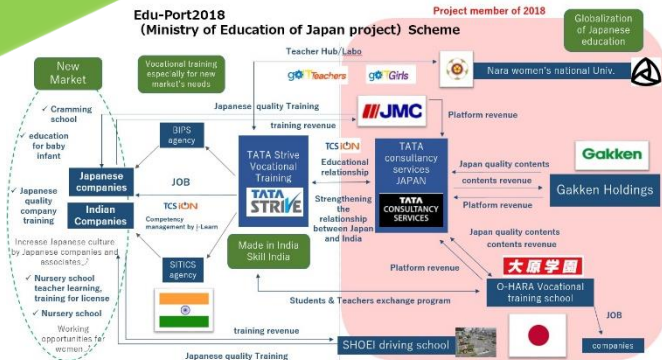 Edu-Port2018
(Ministry of Education of Japan project) Scheme
Project member of 2018
Globalization
of Japanese
education
New
Market
Vocational training
especially for new
market's needs
Teacher Hub/Labo
goITeachers
goITGirls
Nara women's national Univ.
✓ Cramming
school
✓ education
for baby
infant
✓ Japanese
quality
company
training
Japanese
companies
Indian
Companies
Increase Japanese culture
by Japanese companies and
associates
✓ Nursery school
teacher learning,
training for license
✓ Nursery school
Working
opportunities for
women
BIPS
agency
JOB
TCS iON
Competency
management by i-Learn
SITICS
agency
Japanese quality Training
training revenue
JMC
Platform revenue
TATA Strive
Vocational
Training
TATA
STRIVE
TCS iON
Educational
relationship
Strengthening
the
relationship
between Japan
and India
TATA
consultancy
services
JAPAN
TATA
CONSULTANCY
SERVICES
Japan quality contents
contents revenue
Platform revenue
Gakken
Gakken Holdings
Made in India
Skill India
Japan quality contents
contents revenue
Platform revenue
大原学園
O-HARA Vocational
training school
Students & Teachers exchange program
JOB
companies
training revenue
SHOEI driving school
Japanese quality Training